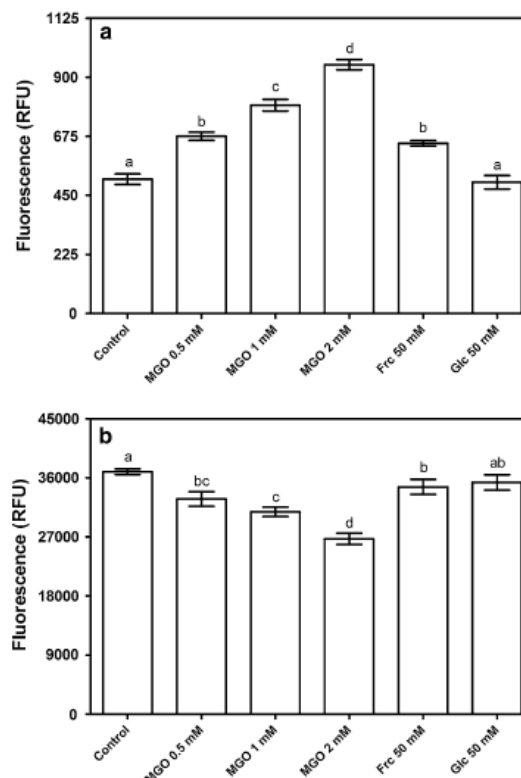 a
1125
900
675
450
225
0
Fluorescence (RFU)
a
b
c
d
b
a
Control
MGO 0.5 mM
MGO 1 mM
MGO 2 mM
Frc 50 mM
Glc 50 mM
b
45000
36000
27000
18000
9000
0
Fluorescence (RFU)
a
bc
c
d
b
ab
Control
MGO 0.5 mM
MGO 1 mM
MGO 2 mM
Frc 50 mM
Glc 50 mM